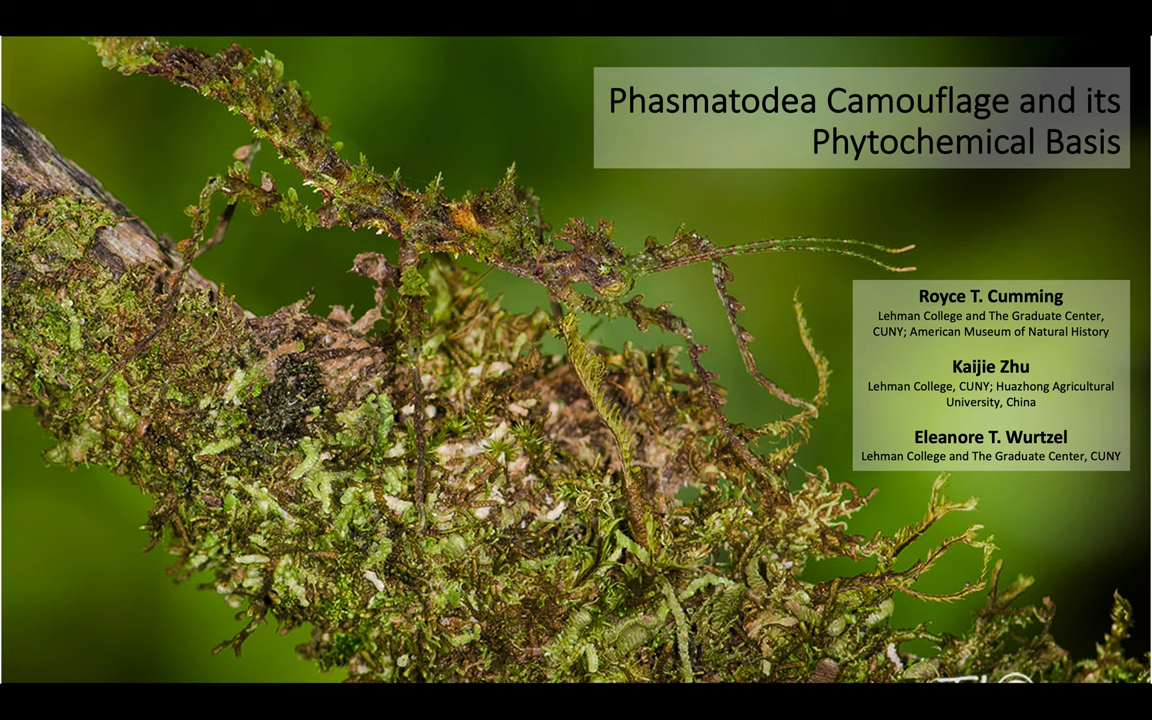 Phasmatodea Camouflage and its
Phytochemical Basis
Royce T. Cumming
Lehman College and The Graduate Center,
CUNY; American Museum of Natural History
Kaijie Zhu
Lehman College, CUNY; Huazhong Agricultural
University, China
Eleanore T. Wurtzel
Lehman College and The Graduate Center, CUNY